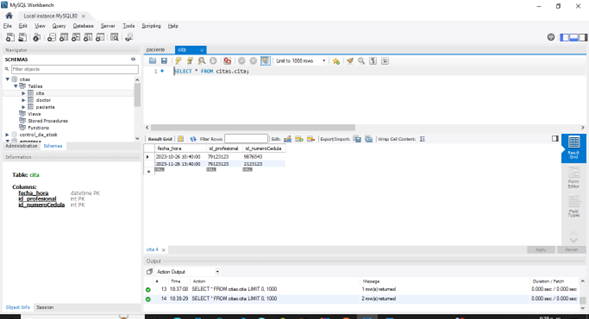 MySQL Workbench
Local instance MySQL80
File Edit View Query Database Server Tools Scripting Help
Navigator
SCHEMAS
Filter objects
citas
Tables
cita
doctor
paciente
Views
Stored Procedures
Functions
control_de_stok
Administration Schemas
Information
Table: cita
Columns:
fecha_hora datetime PK
id_profesional int PK
id_numeroCedula int PK
Object Info Session
paciente cita
Limit to 1000 rows
1 SELECT * FROM citas.cita;
Result Grid Filter Rows: Edit: Export/Import: Wrap Cell Content:
fecha_hora id_profesional id_numeroCedula
2023-10-26 10:40:00 79123123 9876543
2023-11-26 13:40:00 79123123 2123123
NULL NULL NULL
Result Grid
Form Editor
Field Types
cita 4
Apply Revert
Output
Action Output
# Time Action Message Duration / Fetch
13 18:37:08 SELECT * FROM citas.cita LIMIT 0, 1000 1 row(s) returned 0.000 sec / 0.000 sec
14 18:39:29 SELECT * FROM citas.cita LIMIT 0, 1000 2 row(s) returned 0.000 sec / 0.000 sec